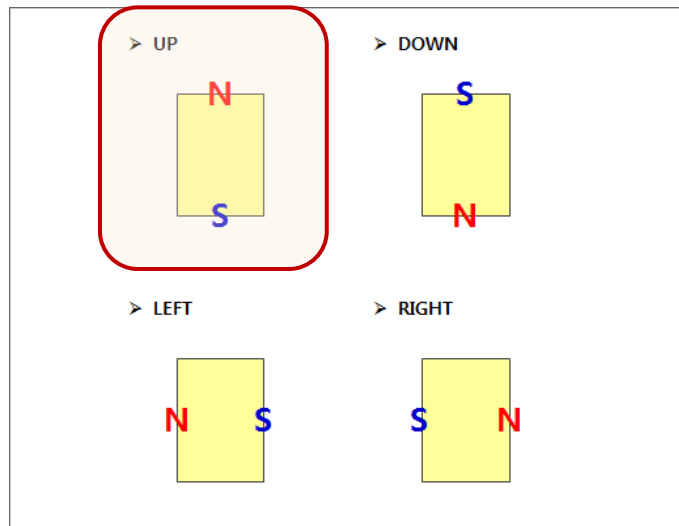 ➢ UP
N
S
➢ DOWN
S
N
➢ LEFT
N S
➢ RIGHT
S N